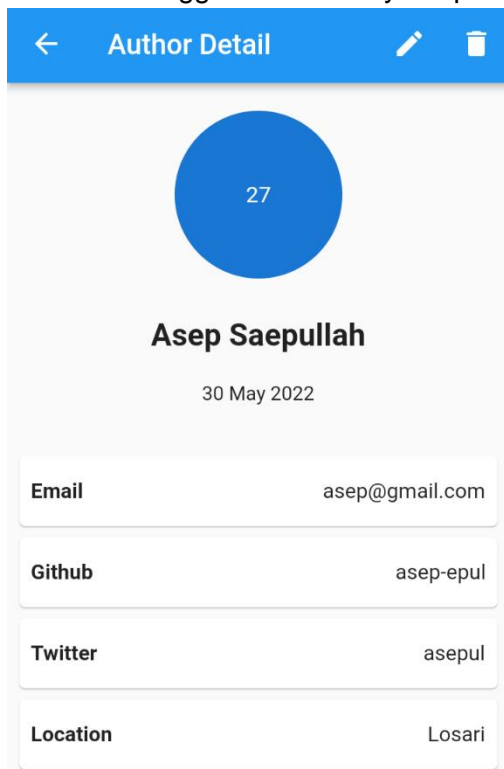 Author Detail
27
Asep Saepullah
30 May 2022
Email asep@gmail.com
Github asep-epul
Twitter asepul
Location Losari